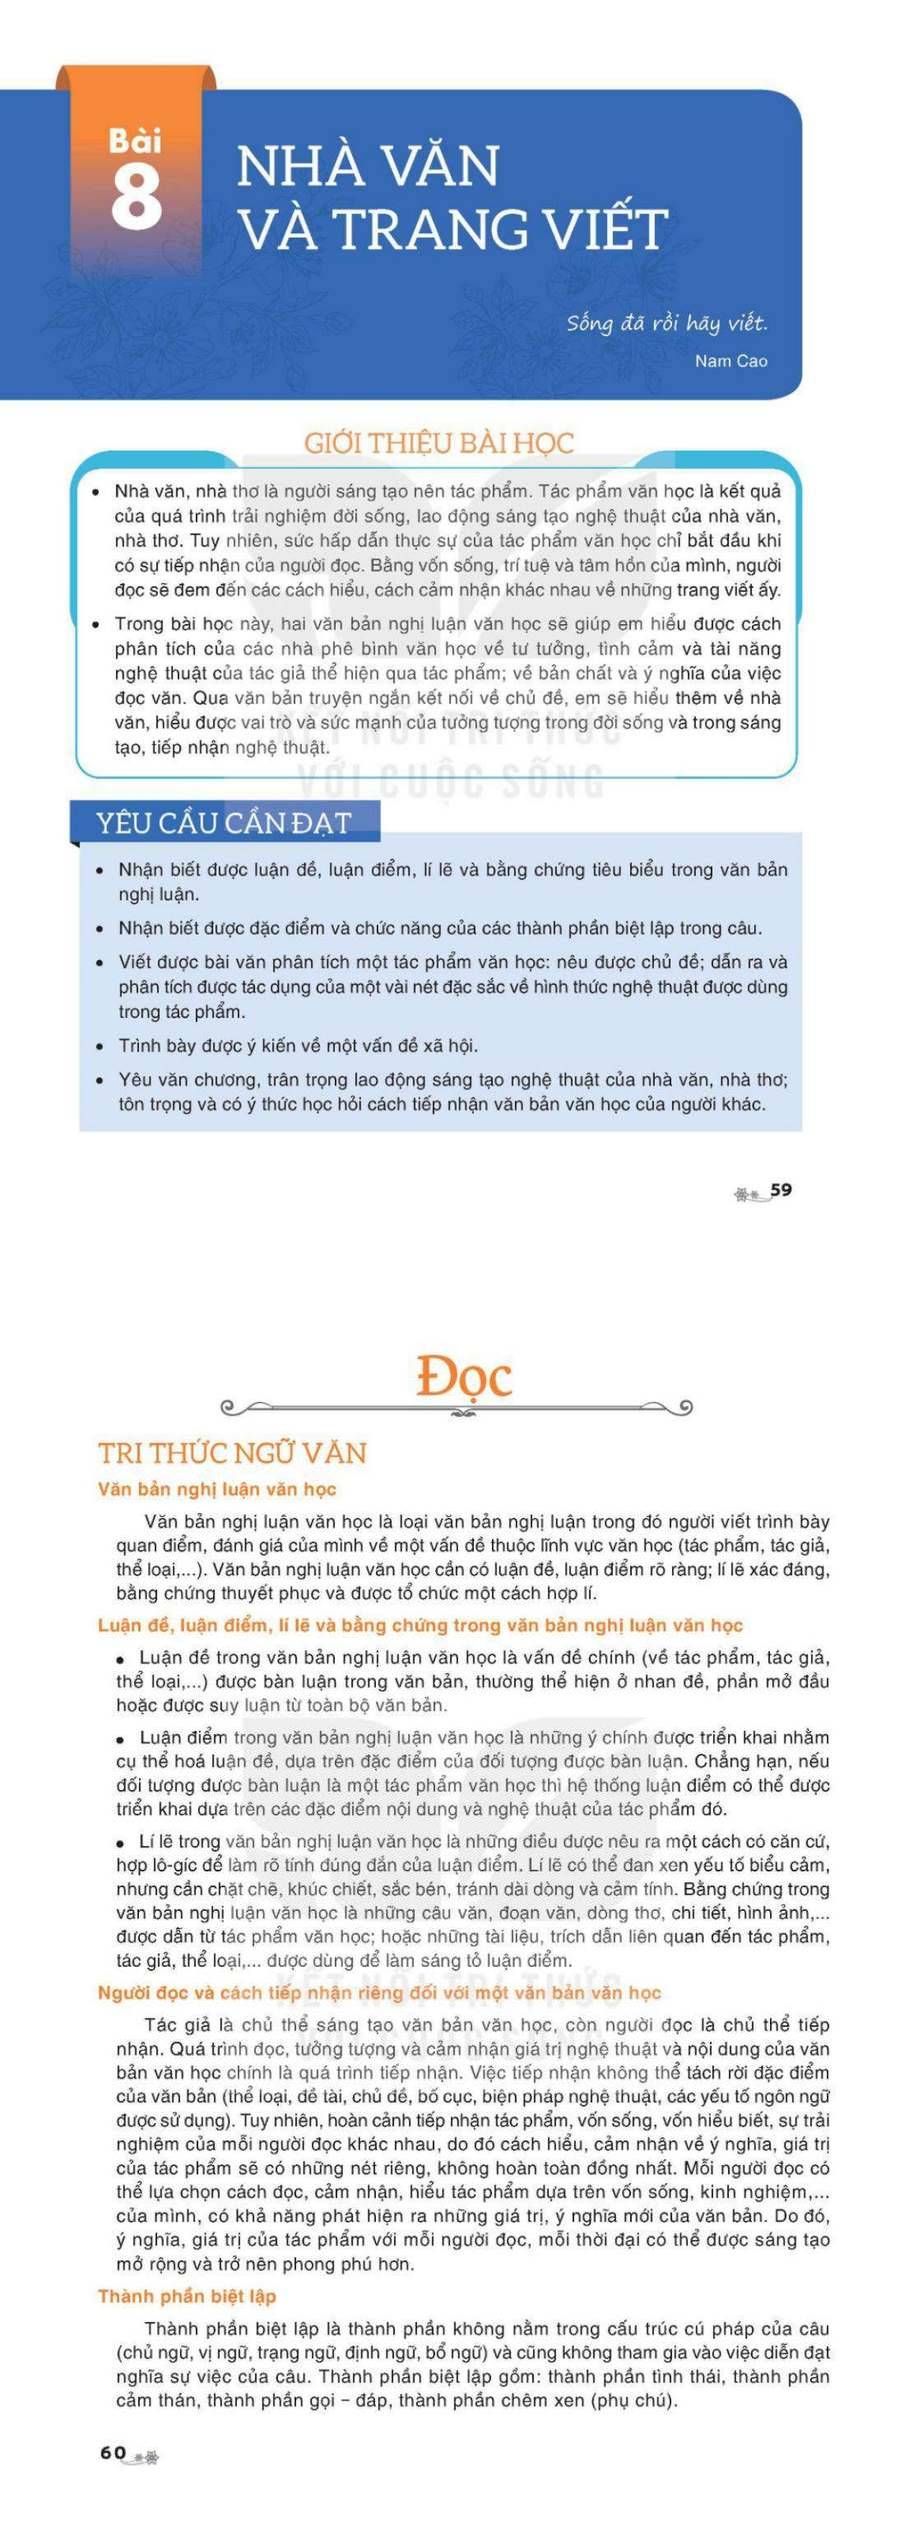 Bài
8
NHÀ VĂN
VÀ TRANG VIẾT
Sống đã rồi hãy viết.
Nam Cao
GIỚI THIỆU BÀI HỌC
• Nhà văn, nhà thơ là người sáng tạo nên tác phẩm. Tác phẩm văn học là kết quả
của quá trình trải nghiệm đời sống, lao động sáng tạo nghệ thuật của nhà văn,
nhà thơ. Tuy nhiên, sức hấp dẫn thực sự của tác phẩm văn học chỉ bắt đầu khi
có sự tiếp nhận của người đọc. Bằng vốn sống, trí tuệ và tâm hồn của mình, người
đọc sẽ đem đến các cách hiểu, cách cảm nhận khác nhau về những trang viết ấy.
• Trong bài học này, hai văn bản nghị luận văn học sẽ giúp em hiểu được cách
phân tích của các nhà phê bình văn học về tư tưởng, tình cảm và tài năng
nghệ thuật của tác giả thể hiện qua tác phẩm; về bản chất và ý nghĩa của việc
đọc văn. Qua văn bản truyện ngắn kết nối về chủ đề, em sẽ hiểu thêm về nhà
văn, hiểu được vai trò và sức mạnh của tưởng tượng trong đời sống và trong sáng
tạo, tiếp nhận nghệ thuật.
KẾT NỐI TRI THỨC
VỚI CUỘC SỐNG
YÊU CẦU CẦN ĐẠT
• Nhận biết được luận đề, luận điểm, lí lẽ và bằng chứng tiêu biểu trong văn bản
nghị luận.
• Nhận biết được đặc điểm và chức năng của các thành phần biệt lập trong câu.
• Viết được bài văn phân tích một tác phẩm văn học: nêu được chủ đề; dẫn ra và
phân tích được tác dụng của một vài nét đặc sắc về hình thức nghệ thuật được dùng
trong tác phẩm.
• Trình bày được ý kiến về một vấn đề xã hội.
• Yêu văn chương, trân trọng lao động sáng tạo nghệ thuật của nhà văn, nhà thơ;
tôn trọng và có ý thức học hỏi cách tiếp nhận văn bản văn học của người khác.
59
Đọc
TRI THỨC NGỮ VĂN
Văn bản nghị luận văn học
Văn bản nghị luận văn học là loại văn bản nghị luận trong đó người viết trình bày
quan điểm, đánh giá của mình về một vấn đề thuộc lĩnh vực văn học (tác phẩm, tác giả,
thể loại,...). Văn bản nghị luận văn học cần có luận đề, luận điểm rõ ràng; lí lẽ xác đáng,
bằng chứng thuyết phục và được tổ chức một cách hợp lí.
Luận đề, luận điểm, lí lẽ và bằng chứng trong văn bản nghị luận văn học
• Luận đề trong văn bản nghị luận văn học là vấn đề chính (về tác phẩm, tác giả,
thể loại,...) được bàn luận trong văn bản, thường thể hiện ở nhan đề, phần mở đầu
hoặc được suy luận từ toàn bộ văn bản.
• Luận điểm trong văn bản nghị luận văn học là những ý chính được triển khai nhằm
cụ thể hoá luận đề, dựa trên đặc điểm của đối tượng được bàn luận. Chẳng hạn, nếu
đối tượng được bàn luận là một tác phẩm văn học thì hệ thống luận điểm có thể được
triển khai dựa trên các đặc điểm nội dung và nghệ thuật của tác phẩm đó.
• Lí lẽ trong văn bản nghị luận văn học là những điều được nêu ra một cách có căn cứ,
hợp lô-gíc để làm rõ tính đúng đắn của luận điểm. Lí lẽ có thể đan xen yếu tố biểu cảm,
nhưng cần chặt chẽ, khúc chiết, sắc bén, tránh dài dòng và cảm tính. Bằng chứng trong
văn bản nghị luận văn học là những câu văn, đoạn văn, dòng thơ, chi tiết, hình ảnh,...
được dẫn từ tác phẩm văn học; hoặc những tài liệu, trích dẫn liên quan đến tác phẩm,
tác giả, thể loại,... được dùng để làm sáng tỏ luận điểm.
KẾT NỐI TRI THỨC
VỚI CUỘC SỐNG
Người đọc và cách tiếp nhận riêng đối với một văn bản văn học
Tác giả là chủ thể sáng tạo văn bản văn học, còn người đọc là chủ thể tiếp
nhận. Quá trình đọc, tưởng tượng và cảm nhận giá trị nghệ thuật và nội dung của văn
bản văn học chính là quá trình tiếp nhận. Việc tiếp nhận không thể tách rời đặc điểm
của văn bản (thể loại, đề tài, chủ đề, bố cục, biện pháp nghệ thuật, các yếu tố ngôn ngữ
được sử dụng). Tuy nhiên, hoàn cảnh tiếp nhận tác phẩm, vốn sống, vốn hiểu biết, sự trải
nghiệm của mỗi người đọc khác nhau, do đó cách hiểu, cảm nhận về ý nghĩa, giá trị
của tác phẩm sẽ có những nét riêng, không hoàn toàn đồng nhất. Mỗi người đọc có
thể lựa chọn cách đọc, cảm nhận, hiểu tác phẩm dựa trên vốn sống, kinh nghiệm,...
của mình, có khả năng phát hiện ra những giá trị, ý nghĩa mới của văn bản. Do đó,
ý nghĩa, giá trị của tác phẩm với mỗi người đọc, mỗi thời đại có thể được sáng tạo
mở rộng và trở nên phong phú hơn.
Thành phần biệt lập
Thành phần biệt lập là thành phần không nằm trong cấu trúc cú pháp của câu
(chủ ngữ, vị ngữ, trạng ngữ, định ngữ, bổ ngữ) và cũng không tham gia vào việc diễn đạt
nghĩa sự việc của câu. Thành phần biệt lập gồm: thành phần tình thái, thành phần
cảm thán, thành phần gọi – đáp, thành phần chêm xen (phụ chú).
60